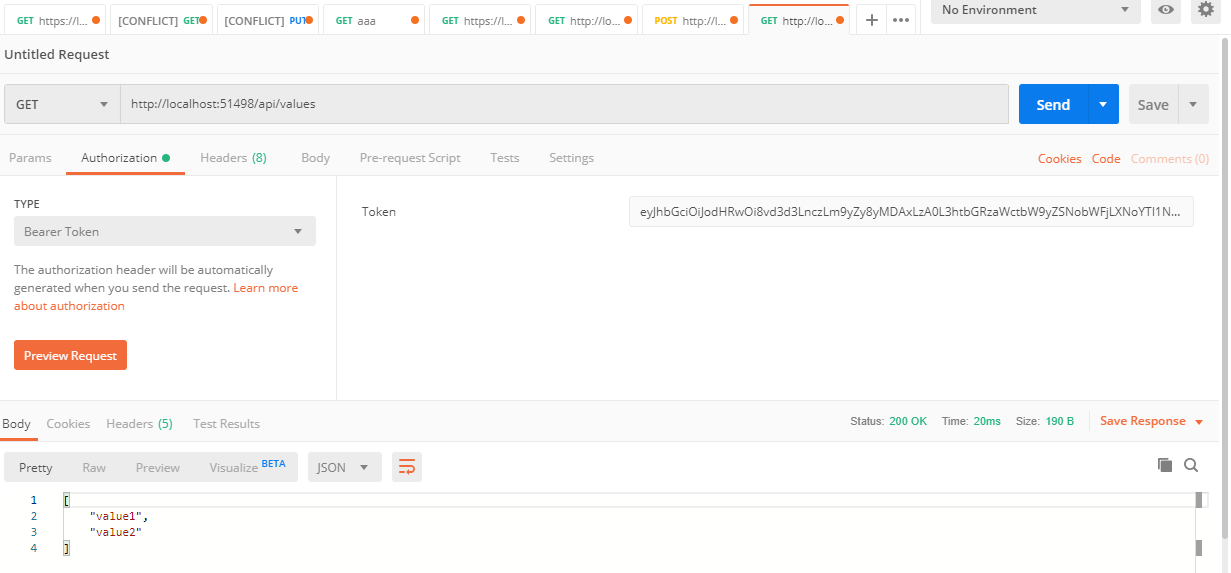 GET https://l... [CONFLICT] GET [CONFLICT] PUT GET aaa GET https://l... GET http://lo... POST http://l... GET http://lo... + ••• No Environment
Untitled Request
GET http://localhost:51498/api/values Send Save
Params Authorization Headers (8) Body Pre-request Script Tests Settings Cookies Code Comments (0)
TYPE
Bearer Token
Token eyJhbGciOiJodHRwOi8vd3d3LnczLm9yZy8yMDAxLzA0L3htbGRzaWctbW9yZSNobWFjLXNoYTI1N...
The authorization header will be automatically
generated when you send the request. Learn more
about authorization
Preview Request
Body Cookies Headers (5) Test Results Status: 200 OK Time: 20ms Size: 190 B Save Response
Pretty Raw Preview Visualize BETA JSON
1 [
2 "value1",
3 "value2"
4 ]